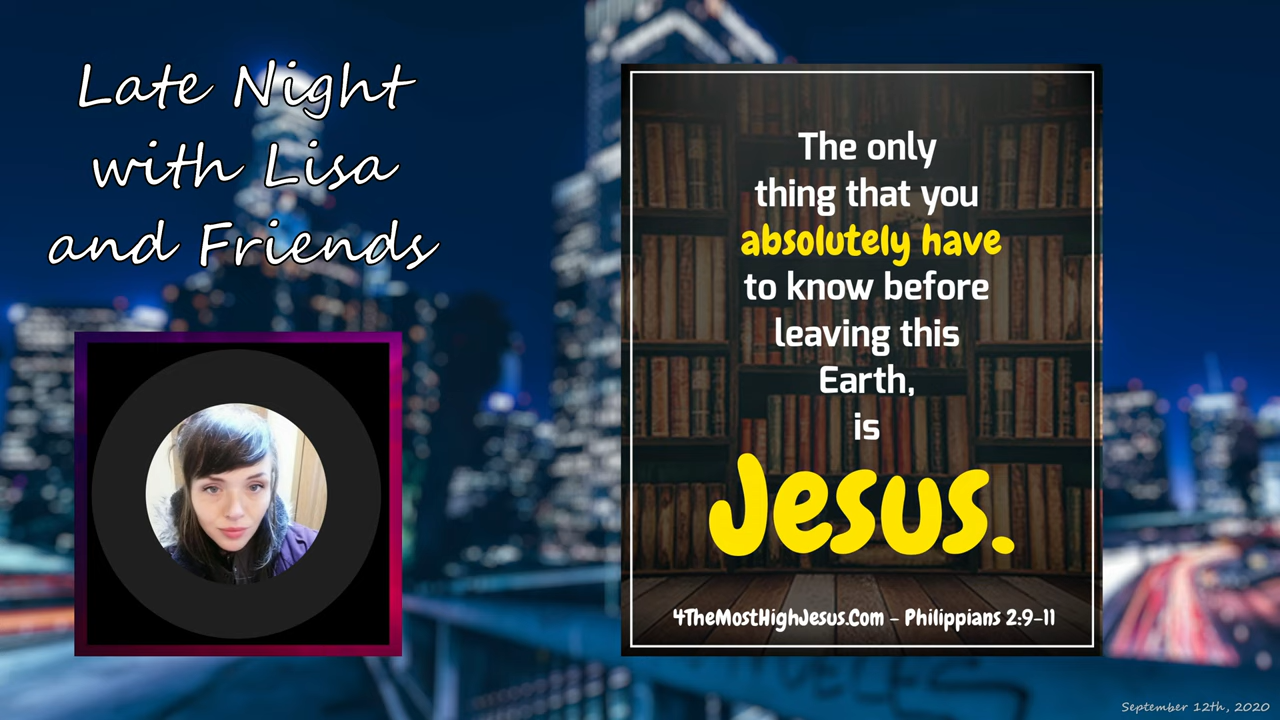 Late Night
with Lisa
and Friends
The only
thing that you
absolutely have
to know before
leaving this
Earth,
is
Jesus.
4TheMostHighJesus.Com - Philippians 2:9-11
September 12th, 2020